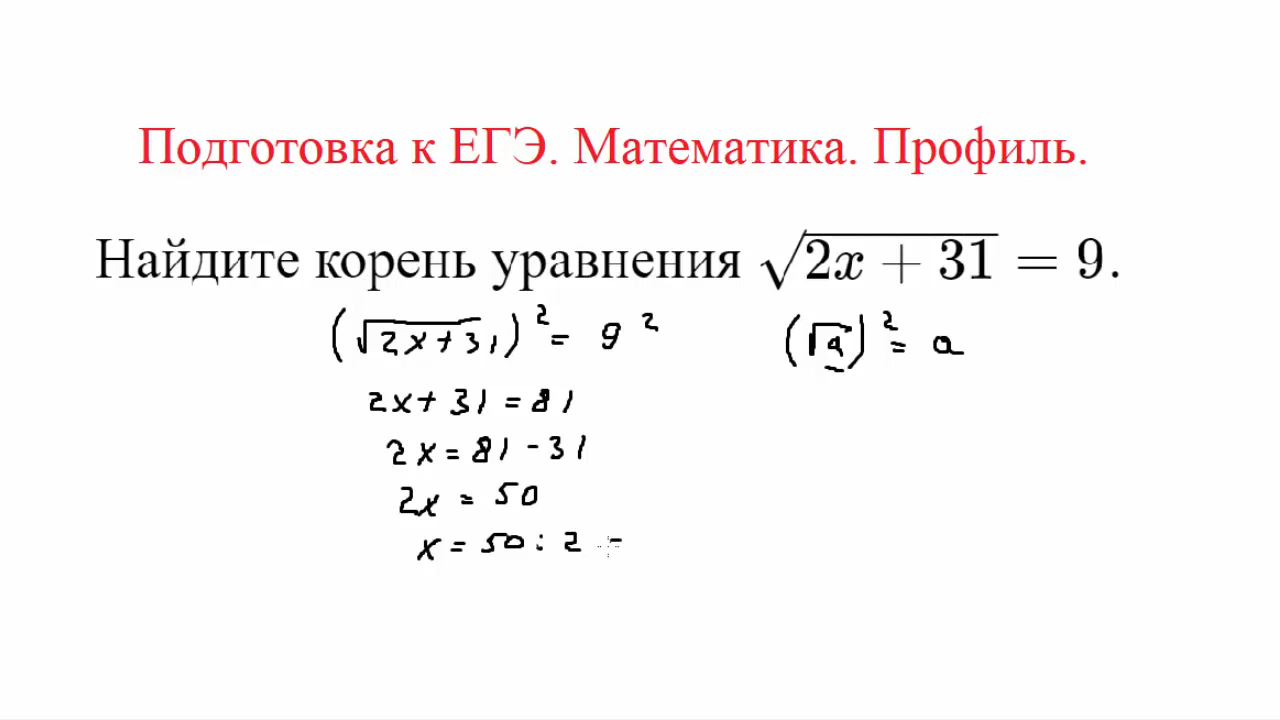 Подготовка к ЕГЭ. Математика. Профиль.
Найдите корень уравнения √(2x + 31) = 9.
(√(2x+31))² = 9² (√a)² = a
2x+31=81
2x=81-31
2x=50
x=50:2=